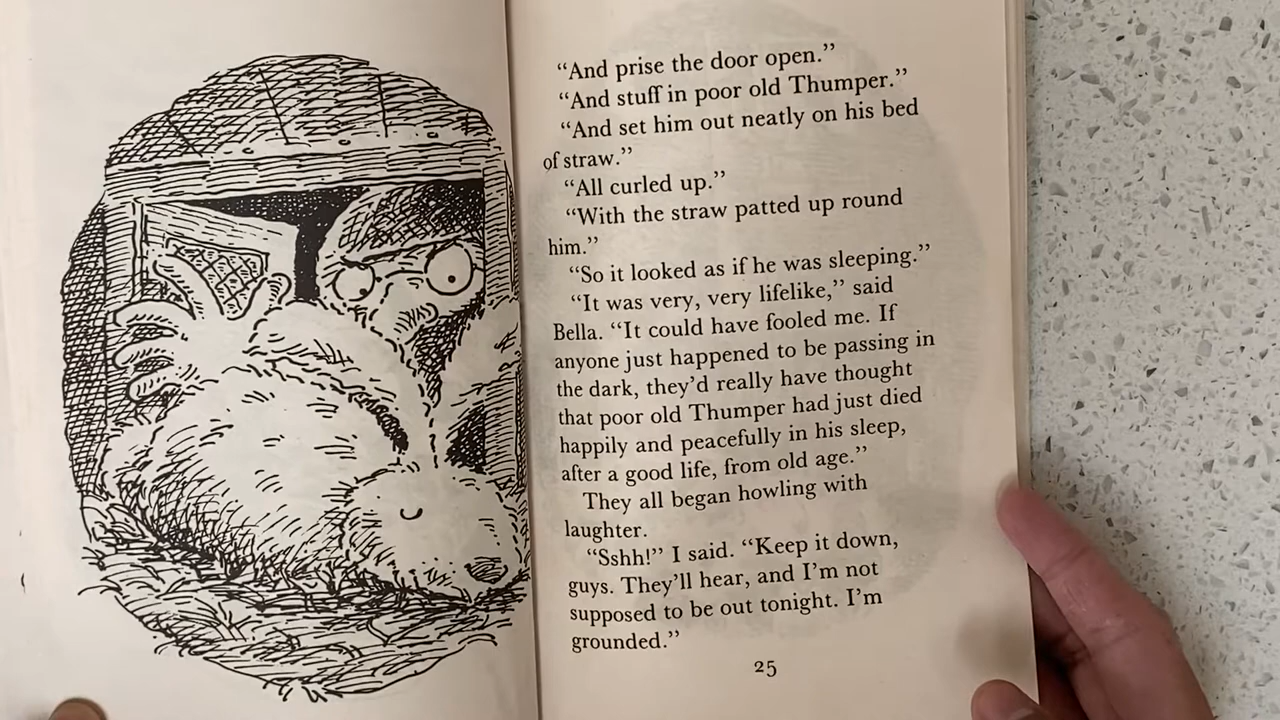 “And prise the door open.”
“And stuff in poor old Thumper.”
“And set him out neatly on his bed
of straw.”
“All curled up.”
“With the straw patted up round
him.”
“So it looked as if he was sleeping.”
“It was very, very lifelike,” said
Bella. “It could have fooled me. If
anyone just happened to be passing in
the dark, they’d really have thought
that poor old Thumper had just died
happily and peacefully in his sleep,
after a good life, from old age.”
They all began howling with
laughter.
“Sshh!” I said. “Keep it down,
guys. They’ll hear, and I’m not
supposed to be out tonight. I’m
grounded.”
25